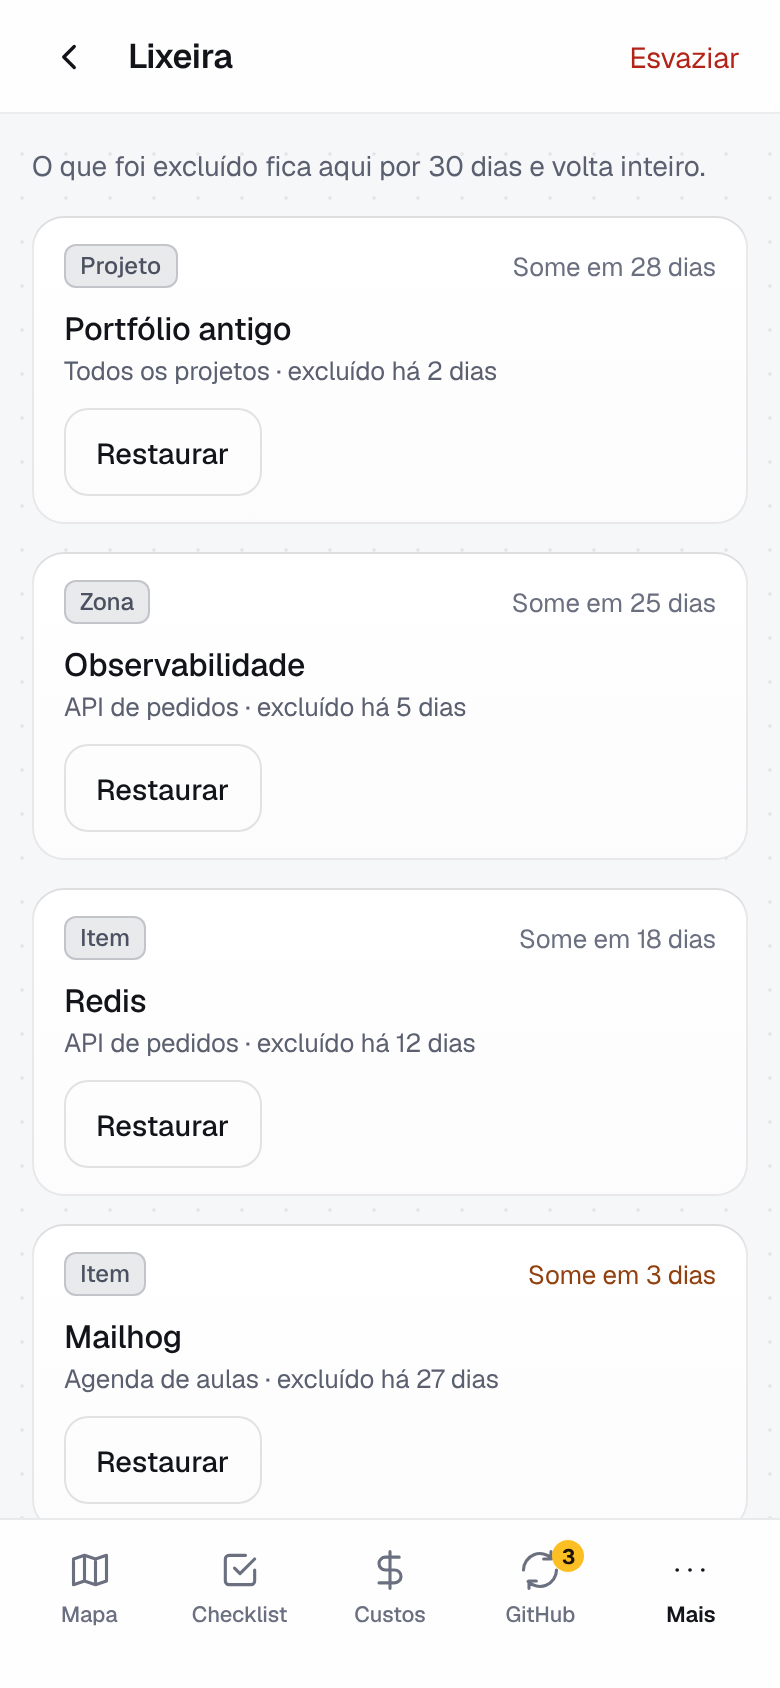 Lixeira
Esvaziar
O que foi excluído fica aqui por 30 dias e volta inteiro.
Projeto
Some em 28 dias
Portfólio antigo
Todos os projetos · excluído há 2 dias
Restaurar
Zona
Some em 25 dias
Observabilidade
API de pedidos · excluído há 5 dias
Restaurar
Item
Some em 18 dias
Redis
API de pedidos · excluído há 12 dias
Restaurar
Item
Some em 3 dias
Mailhog
Agenda de aulas · excluído há 27 dias
Restaurar
3
Mapa
Checklist
Custos
GitHub
Mais